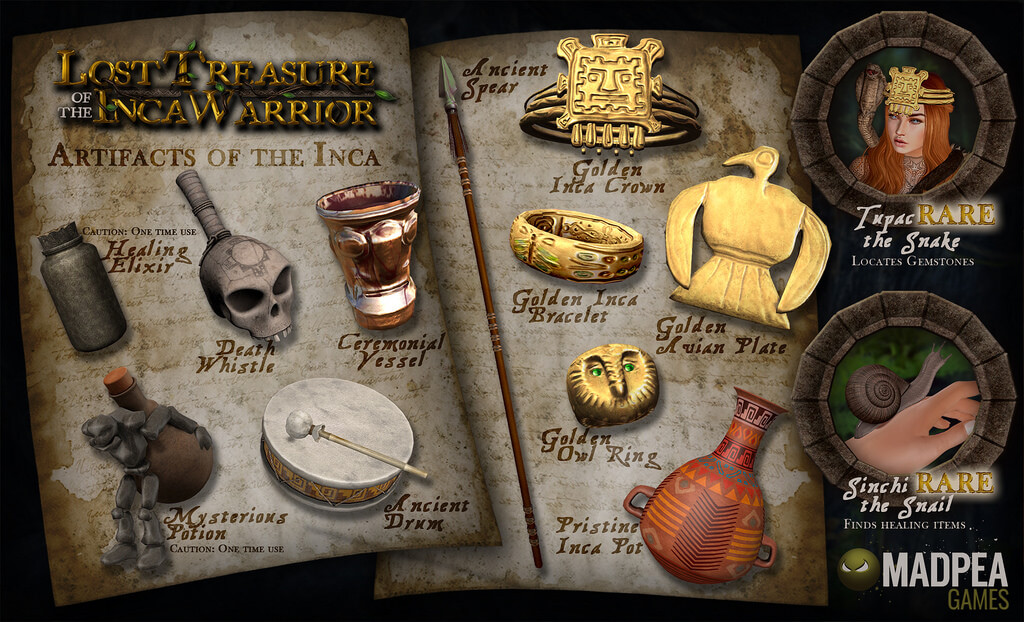 LOST TREASURE
OF THE INCA WARRIOR
ARTIFACTS OF THE INCA
CAUTION: ONE TIME USE
Healing
Elixir
Death
Whistle
Ceremonial
Vessel
Mysterious
Potion
CAUTION: ONE TIME USE
Ancient
Drum
Ancient
Spear
Golden
Inca Crown
Golden Inca
Bracelet
Golden
Avian Plate
Golden
Owl Ring
Pristine
Inca Pot
Tupac RARE
the Snake
LOCATES GEMSTONES
Sinchi RARE
the Snail
FINDS HEALING ITEMS
MADPEA
GAMES